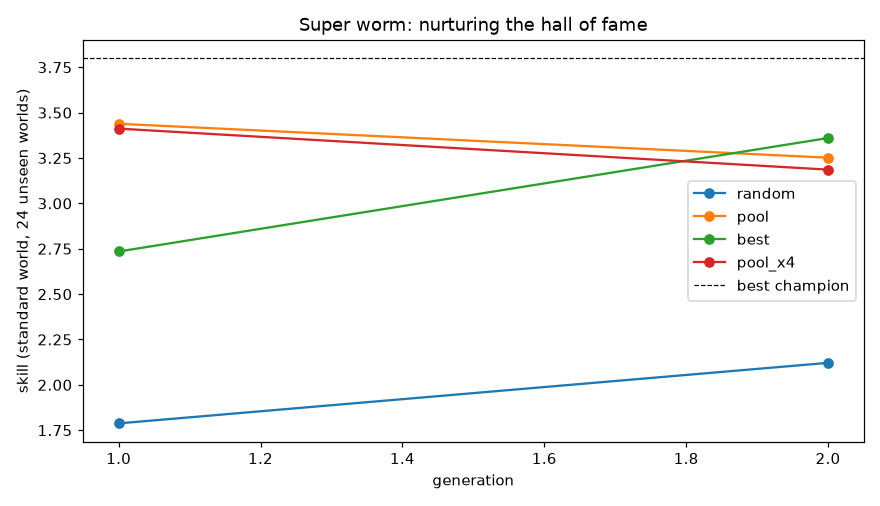 Super worm: nurturing the hall of fame
skill (standard world, 24 unseen worlds)
3.75
3.50
3.25
3.00
2.75
2.50
2.25
2.00
1.75
random
pool
best
pool_x4
best champion
1.0
1.2
1.4
1.6
1.8
2.0
generation